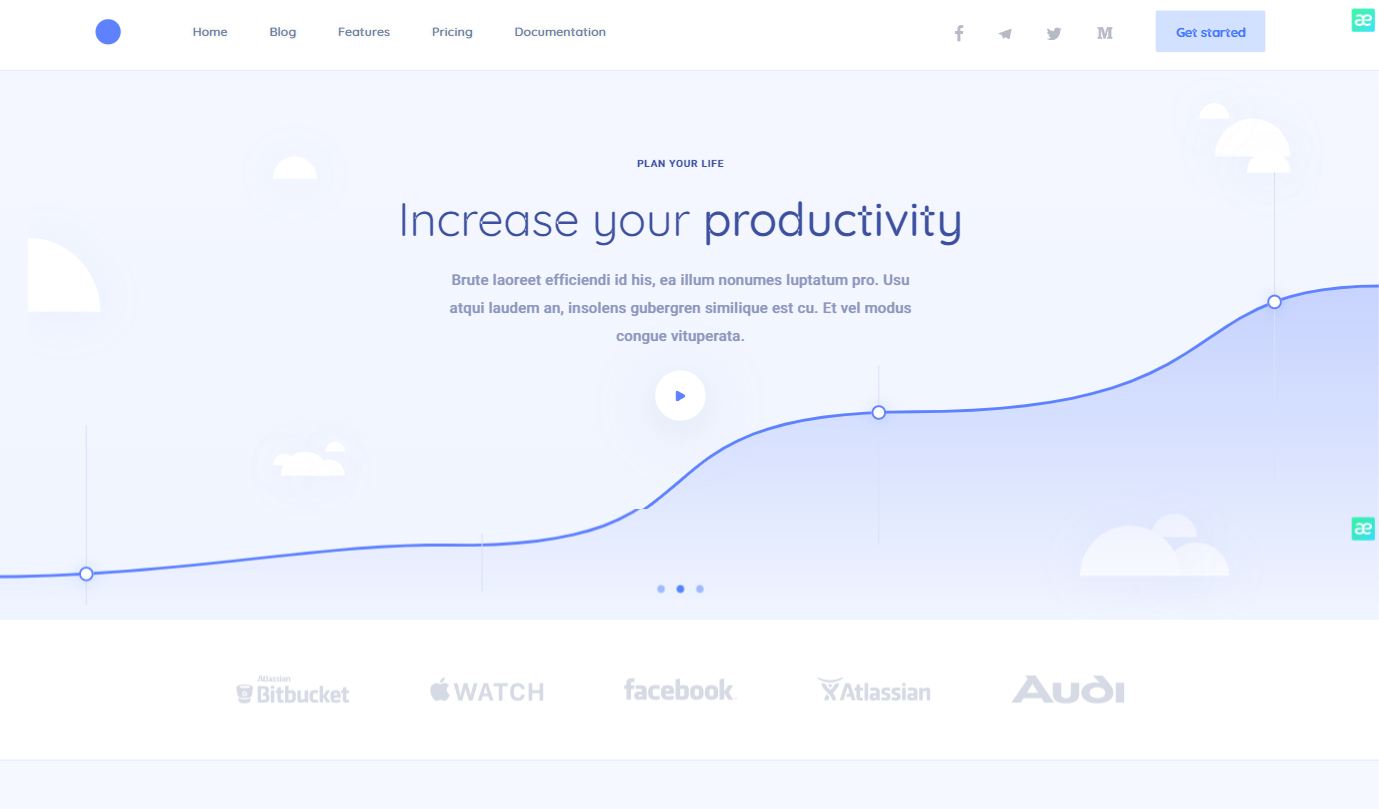 Home Blog Features Pricing Documentation M Get started
æ
PLAN YOUR LIFE
Increase your productivity
Brute laoreet efficiendi id his, ea illum nonumes luptatum pro. Usu
atqui laudem an, insolens gubergren similique est cu. Et vel modus
congue vituperata.
æ
Atlassian
Bitbucket WATCH facebook Atlassian Audi